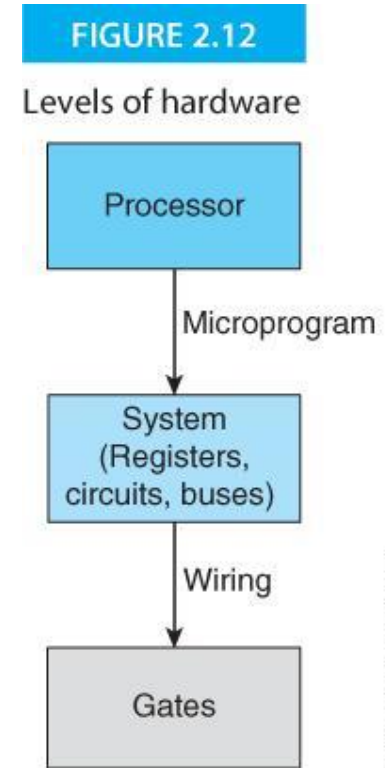 FIGURE 2.12
Levels of hardware
Processor
Microprogram
System
(Registers,
circuits, buses)
Wiring
Gates